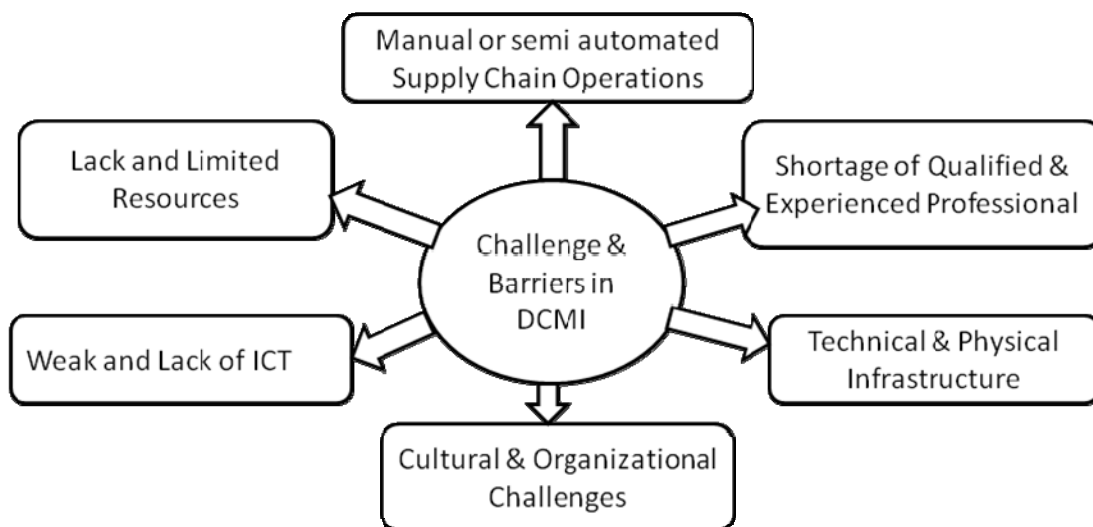 Manual or semi automated
Supply Chain Operations
Lack and Limited
Resources
Shortage of Qualified &
Experienced Professional
Challenge &
Barriers in
DCMI
Weak and Lack of ICT
Technical & Physical
Infrastructure
Cultural & Organizational
Challenges